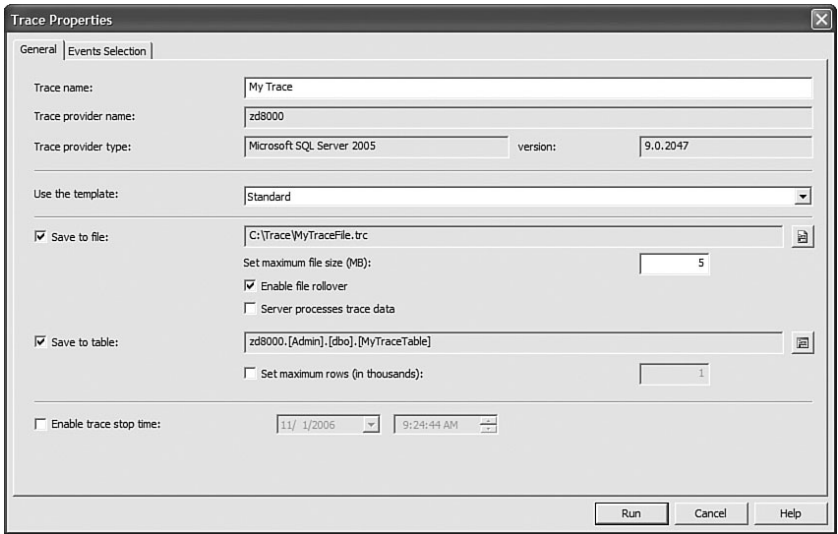 Trace Properties
General Events Selection
Trace name: My Trace
Trace provider name: zd8000
Trace provider type: Microsoft SQL Server 2005 version: 9.0.2047
Use the template: Standard
Save to file: C:\Trace\MyTraceFile.trc
Set maximum file size (MB): 5
Enable file rollover
Server processes trace data
Save to table: zd8000.[Admin].[dbo].[MyTraceTable]
Set maximum rows (in thousands): 1
Enable trace stop time: 11/ 1/2006 9:24:44 AM
Run Cancel Help